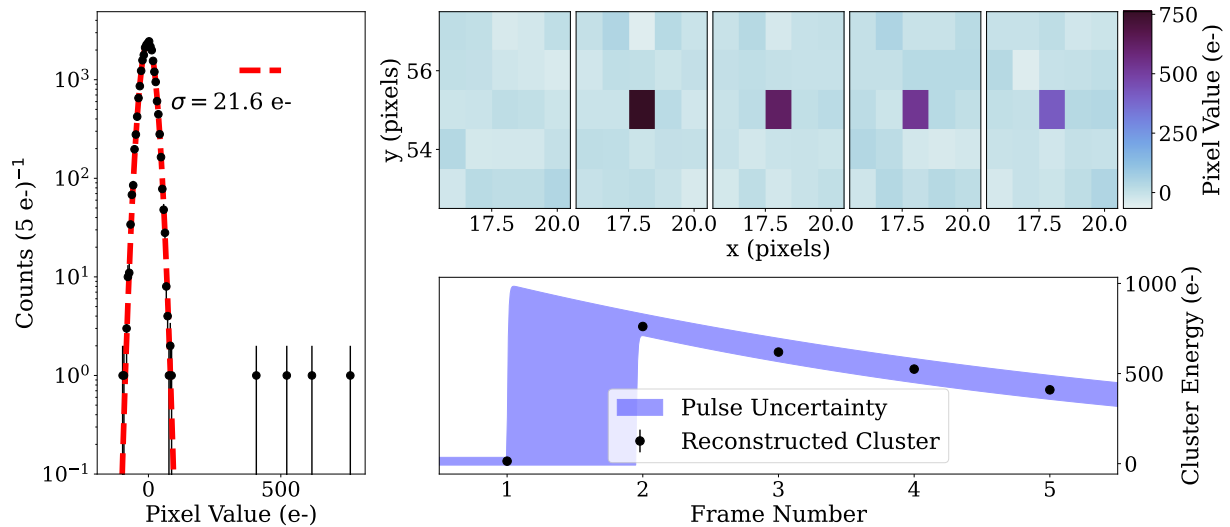 10³
10²
10¹
10⁰
10⁻¹
Counts (5 e-)⁻¹
σ = 21.6 e-
0
500
Pixel Value (e-)
56
54
y (pixels)
17.5 20.0 17.5 20.0 17.5 20.0 17.5 20.0 17.5 20.0
x (pixels)
750
500
250
0
Pixel Value (e-)
1000
500
0
Cluster Energy (e-)
Pulse Uncertainty
Reconstructed Cluster
1 2 3 4 5
Frame Number